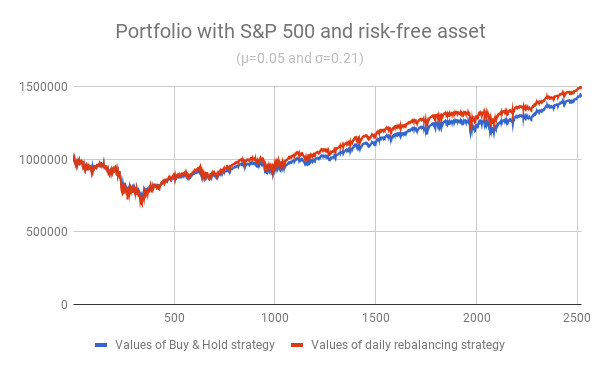 Portfolio with S&P 500 and risk-free asset
(μ=0.05 and σ=0.21)
1500000
1000000
500000
0
500 1000 1500 2000 2500
Values of Buy & Hold strategy Values of daily rebalancing strategy